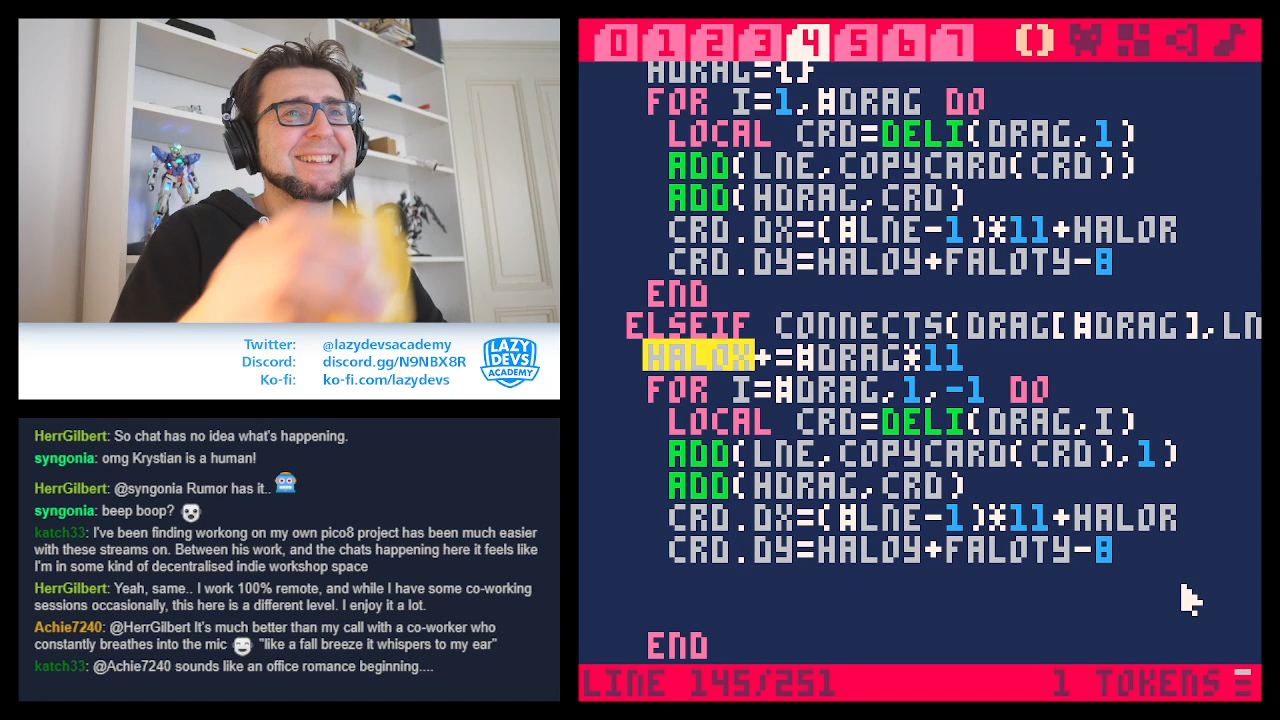 Twitter: @lazydevsacademy
Discord: discord.gg/N9NBX8R
Ko-fi: ko-fi.com/lazydevs
LAZY
DEVS
ACADEMY
HerrGilbert: So chat has no idea what's happening.
syngonia: omg Krystian is a human!
HerrGilbert: @syngonia Rumor has it..
syngonia: beep boop?
katch33: I've been finding workong on my own pico8 project has been much easier
with these streams on. Between his work, and the chats happening here it feels like
I'm in some kind of decentralised indie workshop space
HerrGilbert: Yeah, same.. I work 100% remote, and while I have some co-working
sessions occasionally, this here is a different level. I enjoy it a lot.
Achie7240: @HerrGilbert It's much better than my call with a co-worker who
constantly breathes into the mic "like a fall breeze it whispers to my ear"
katch33: @Achie7240 sounds like an office romance beginning....
0 1 2 3 4 5 6 7 ()
HDRAG={}
FOR I=1,#DRAG DO
LOCAL CRD=DELI(DRAG,1)
ADD(LNE,COPYCARD(CRD))
ADD(HDRAG,CRD)
CRD.DX=(#LNE-1)*11+HALOR
CRD.DY=HALOY+FALOTY-8
END
ELSEIF CONNECTS(DRAG[#DRAG],LN
HALOX+=#DRAG*11
FOR I=#DRAG,1,-1 DO
LOCAL CRD=DELI(DRAG,I)
ADD(LNE,COPYCARD(CRD),1)
ADD(HDRAG,CRD)
CRD.DX=(#LNE-1)*11+HALOR
CRD.DY=HALOY+FALOTY-8
END
LINE 145/251 1 TOKENS